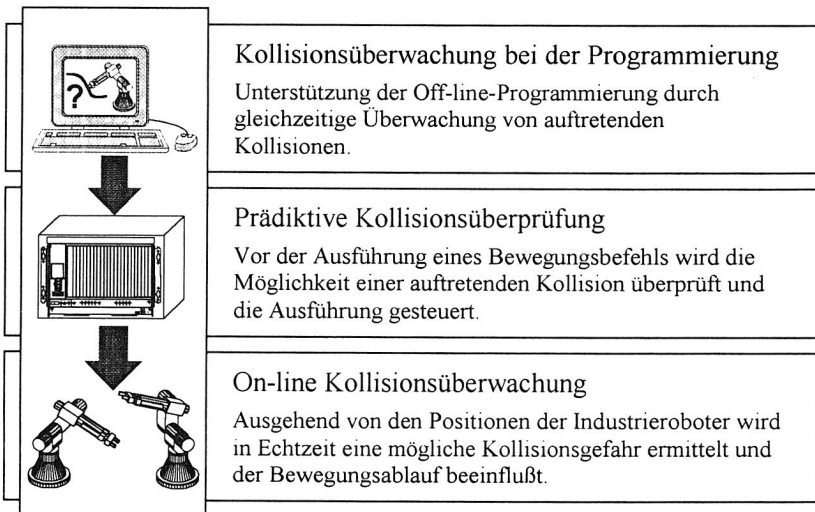 Kollisionsüberwachung bei der Programmierung
Unterstützung der Off-line-Programmierung durch
gleichzeitige Überwachung von auftretenden
Kollisionen.
?
Prädiktive Kollisionsüberprüfung
Vor der Ausführung eines Bewegungsbefehls wird die
Möglichkeit einer auftretenden Kollision überprüft und
die Ausführung gesteuert.
On-line Kollisionsüberwachung
Ausgehend von den Positionen der Industrieroboter wird
in Echtzeit eine mögliche Kollisionsgefahr ermittelt und
der Bewegungsablauf beeinflußt.